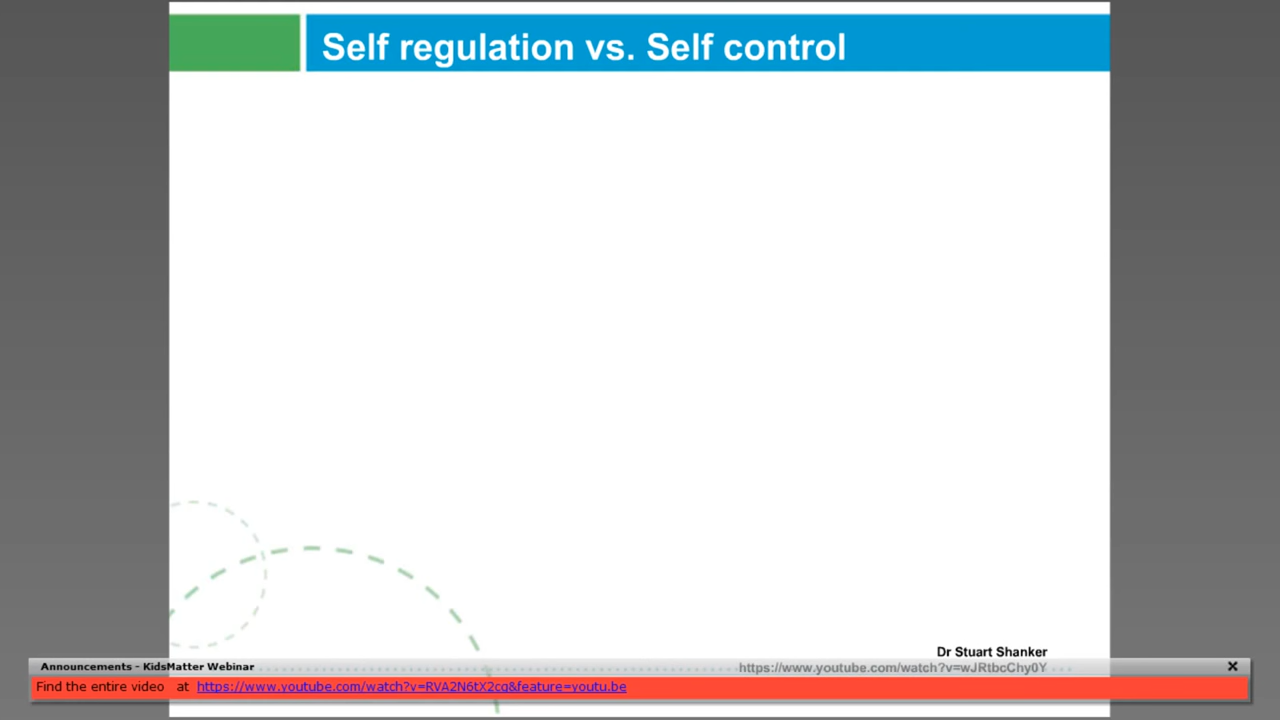 Self regulation vs. Self control
Dr Stuart Shanker
https://www.youtube.com/watch?v=wJRtbcChy0Y
Announcements - KidsMatter Webinar
Find the entire video at https://www.youtube.com/watch?v=RVA2N6tX2cg&feature=youtu.be